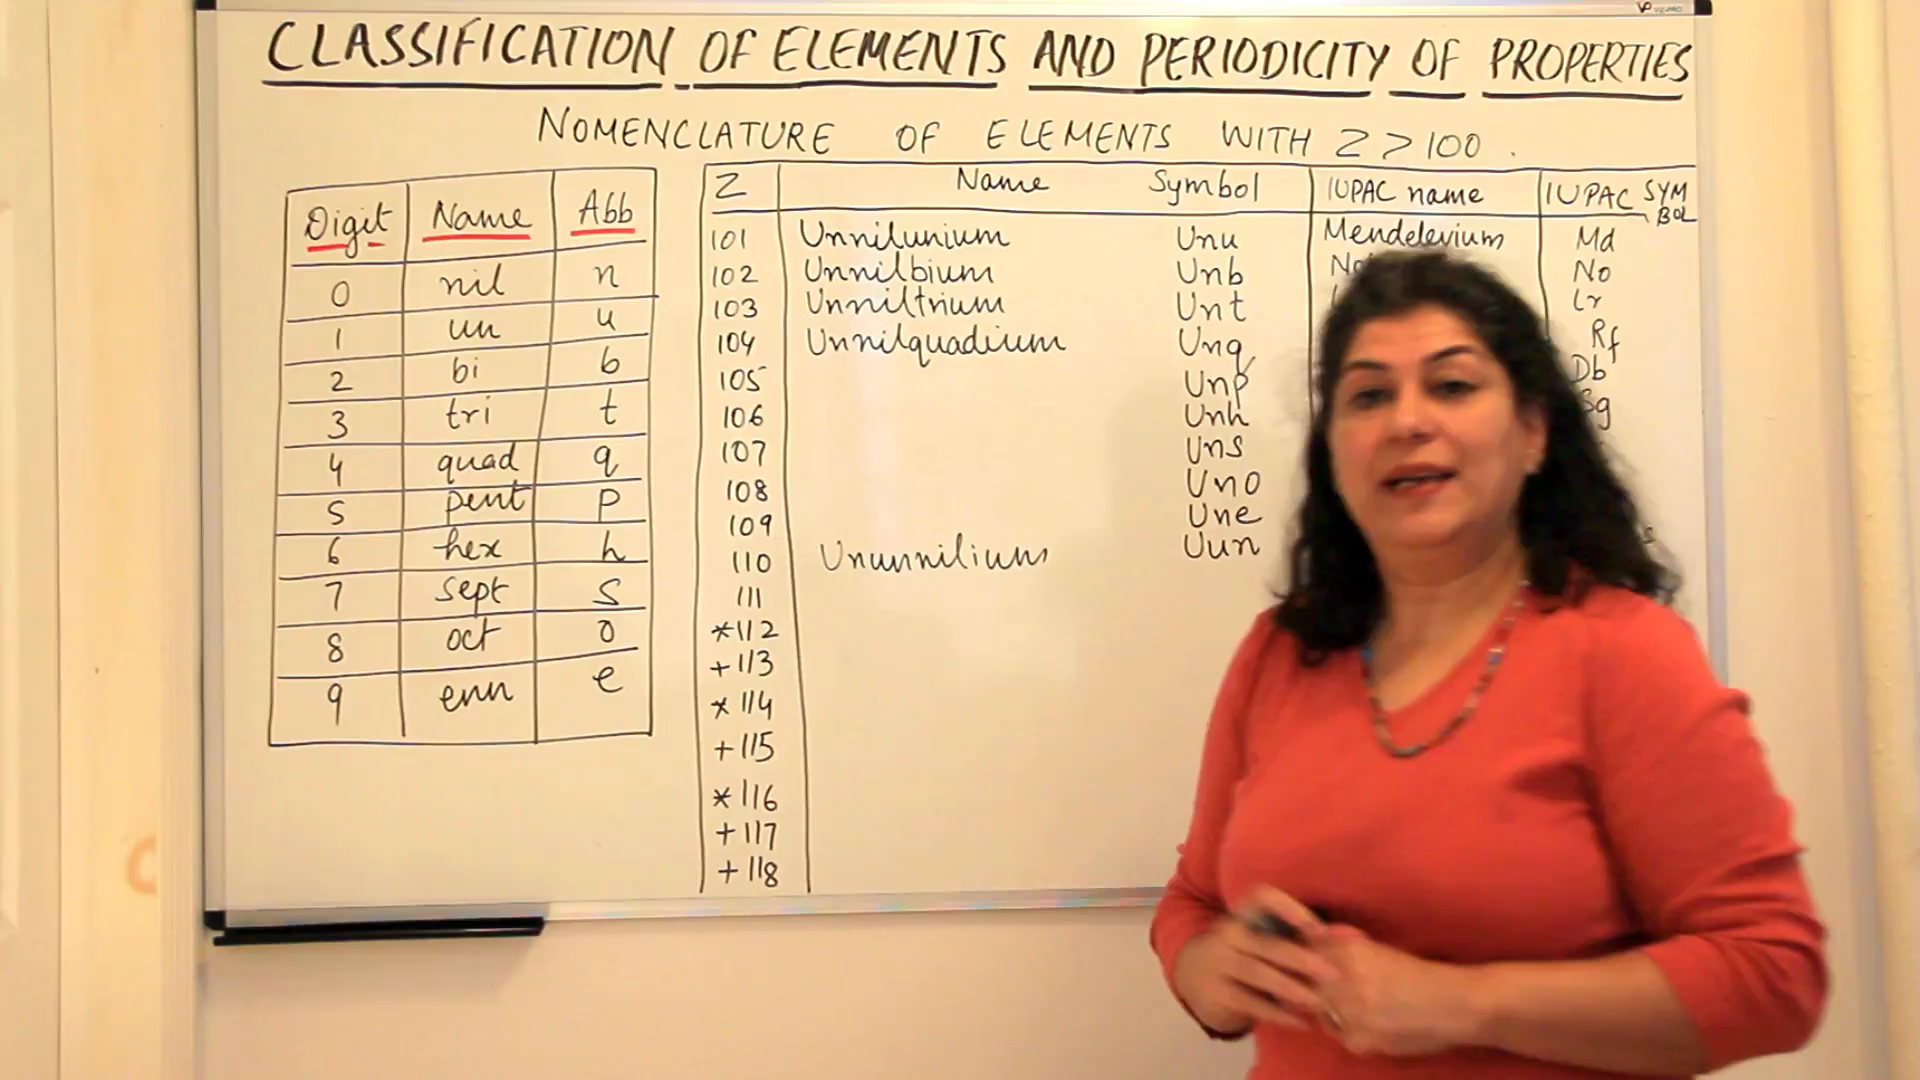 CLASSIFICATION OF ELEMENTS AND PERIODICITY OF PROPERTIES
NOMENCLATURE OF ELEMENTS WITH Z > 100.
Digit Name Abb
0 nil n
1 un u
2 bi b
3 tri t
4 quad q
5 pent p
6 hex h
7 sept s
8 oct o
9 enn e
Z Name Symbol IUPAC name IUPAC SYMBOL
101 Unnilunium Unu Mendelevium Md
102 Unnilbium Unb No
103 Unniltrium Unt Lr
104 Unnilquadium Unq Rf
105 Unp Db
106 Unh Sg
107 Uns
108 Uno
109 Une
110 Ununnilium Uun
111
*112
+113
*114
+115
*116
+117
+118